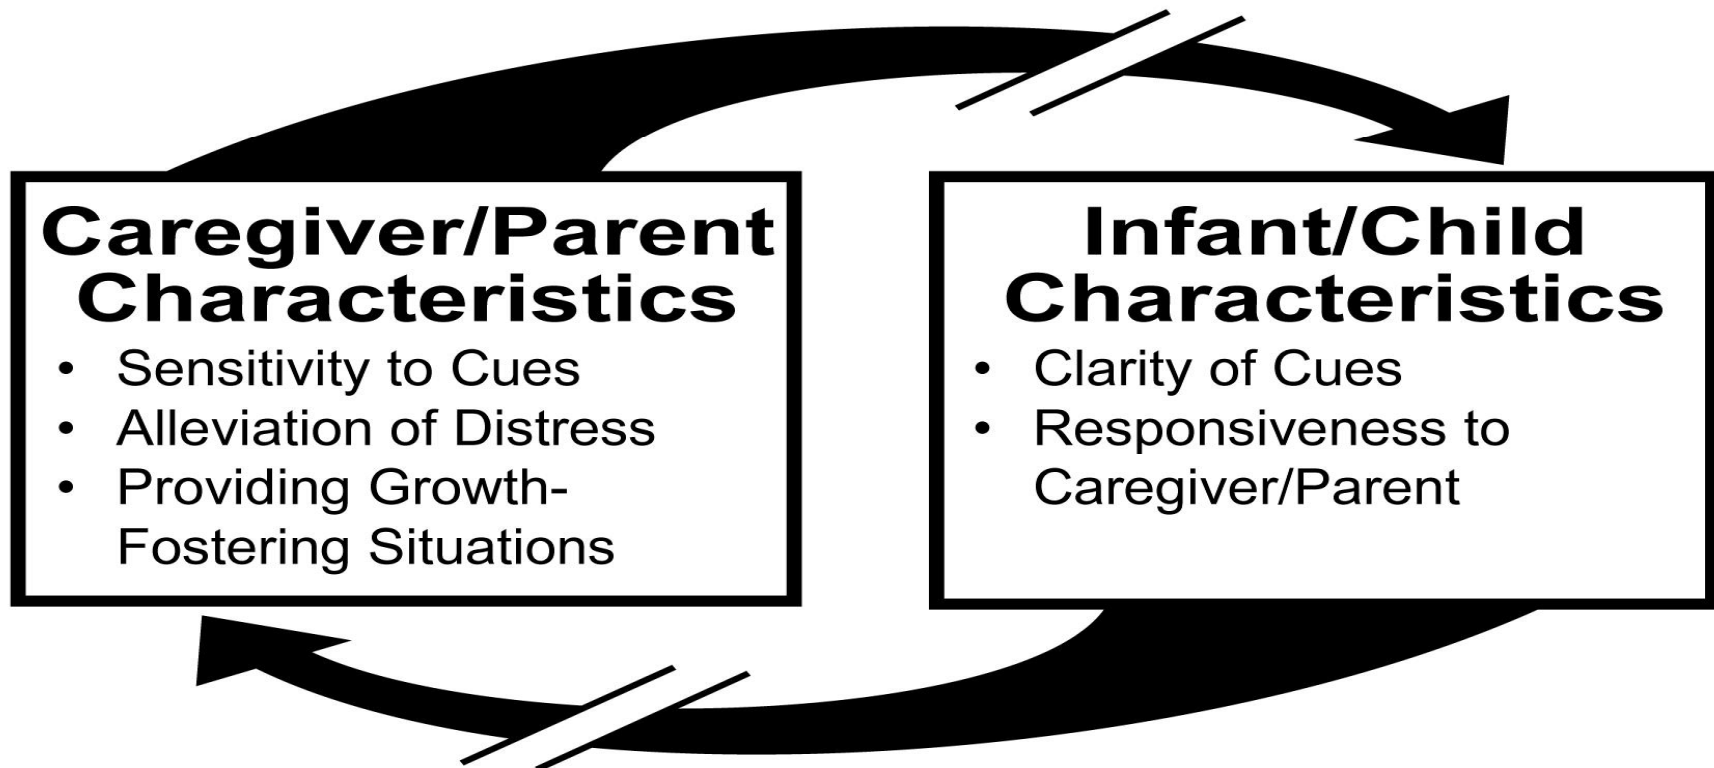 Caregiver/Parent
Characteristics
• Sensitivity to Cues
• Alleviation of Distress
• Providing Growth-
Fostering Situations
Infant/Child
Characteristics
• Clarity of Cues
• Responsiveness to
Caregiver/Parent